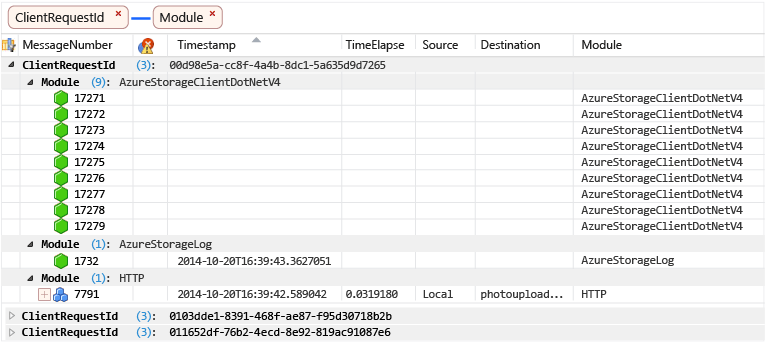 ClientRequestId × Module ×
MessageNumber Timestamp TimeElapse Source Destination Module
ClientRequestId (3): 00d98e5a-cc8f-4a4b-8dc1-5a635d9d7265
Module (9): AzureStorageClientDotNetV4
17271 AzureStorageClientDotNetV4
17272 AzureStorageClientDotNetV4
17273 AzureStorageClientDotNetV4
17274 AzureStorageClientDotNetV4
17275 AzureStorageClientDotNetV4
17276 AzureStorageClientDotNetV4
17277 AzureStorageClientDotNetV4
17278 AzureStorageClientDotNetV4
17279 AzureStorageClientDotNetV4
Module (1): AzureStorageLog
1732 2014-10-20T16:39:43.3627051 AzureStorageLog
Module (1): HTTP
7791 2014-10-20T16:39:42.589042 0.0319180 Local photoupload... HTTP
ClientRequestId (3): 0103dde1-8391-468f-ae87-f95d30718b2b
ClientRequestId (3): 011652df-76b2-4ecd-8e92-819ac91087e6